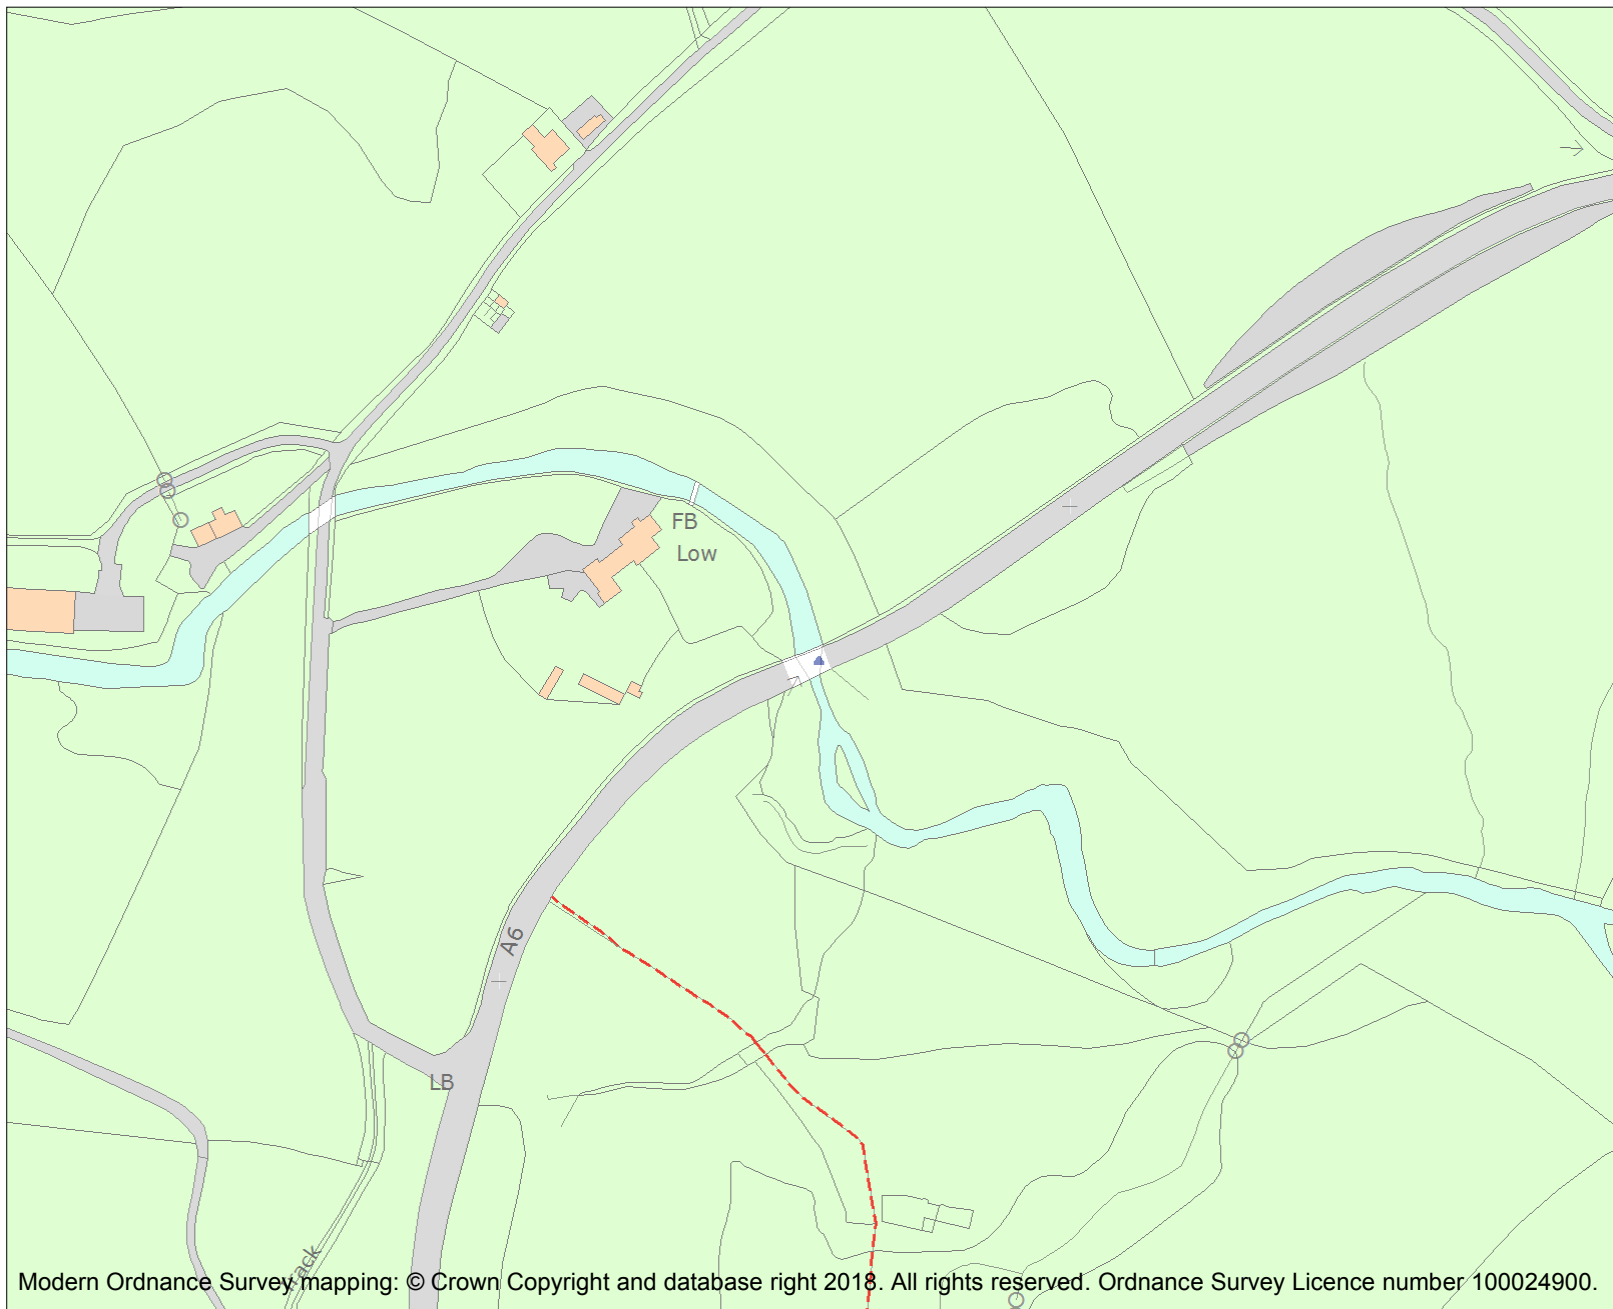 FB
Low
A6
LB
Track
Modern Ordnance Survey mapping: © Crown Copyright and database right 2018. All rights reserved. Ordnance Survey Licence number 100024900.